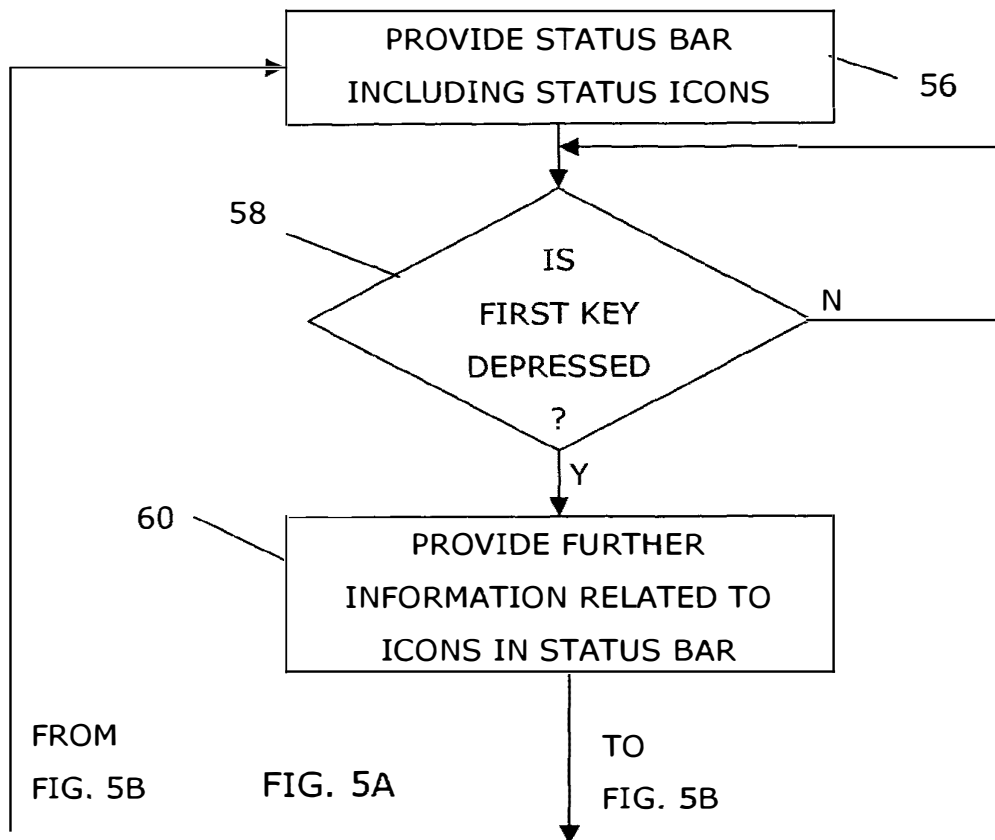 PROVIDE STATUS BAR
INCLUDING STATUS ICONS
56
58
IS
FIRST KEY
DEPRESSED
?
N
Y
60
PROVIDE FURTHER
INFORMATION RELATED TO
ICONS IN STATUS BAR
FROM
FIG. 5B
FIG. 5A
TO
FIG. 5B